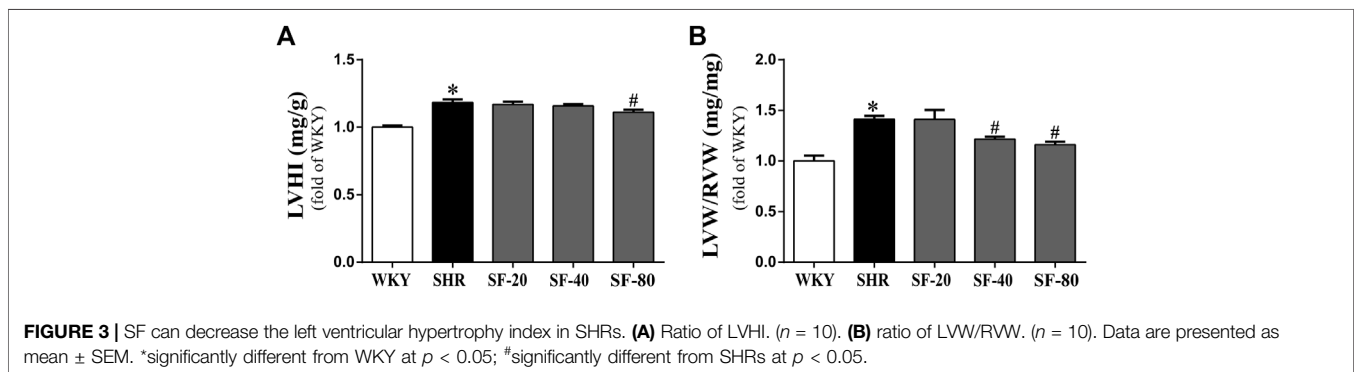 A
LVHI (mg/g)
(fold of WKY)
1.5
1.0
0.5
0.0
*
#
WKY SHR SF-20 SF-40 SF-80
B
LVW/RVW (mg/mg)
(fold of WKY)
2.0
1.5
1.0
0.5
0.0
*
#
#
WKY SHR SF-20 SF-40 SF-80
FIGURE 3 | SF can decrease the left ventricular hypertrophy index in SHRs. (A) Ratio of LVHI. (n = 10). (B) ratio of LVW/RVW. (n = 10). Data are presented as
mean ± SEM. *significantly different from WKY at p < 0.05; #significantly different from SHRs at p < 0.05.